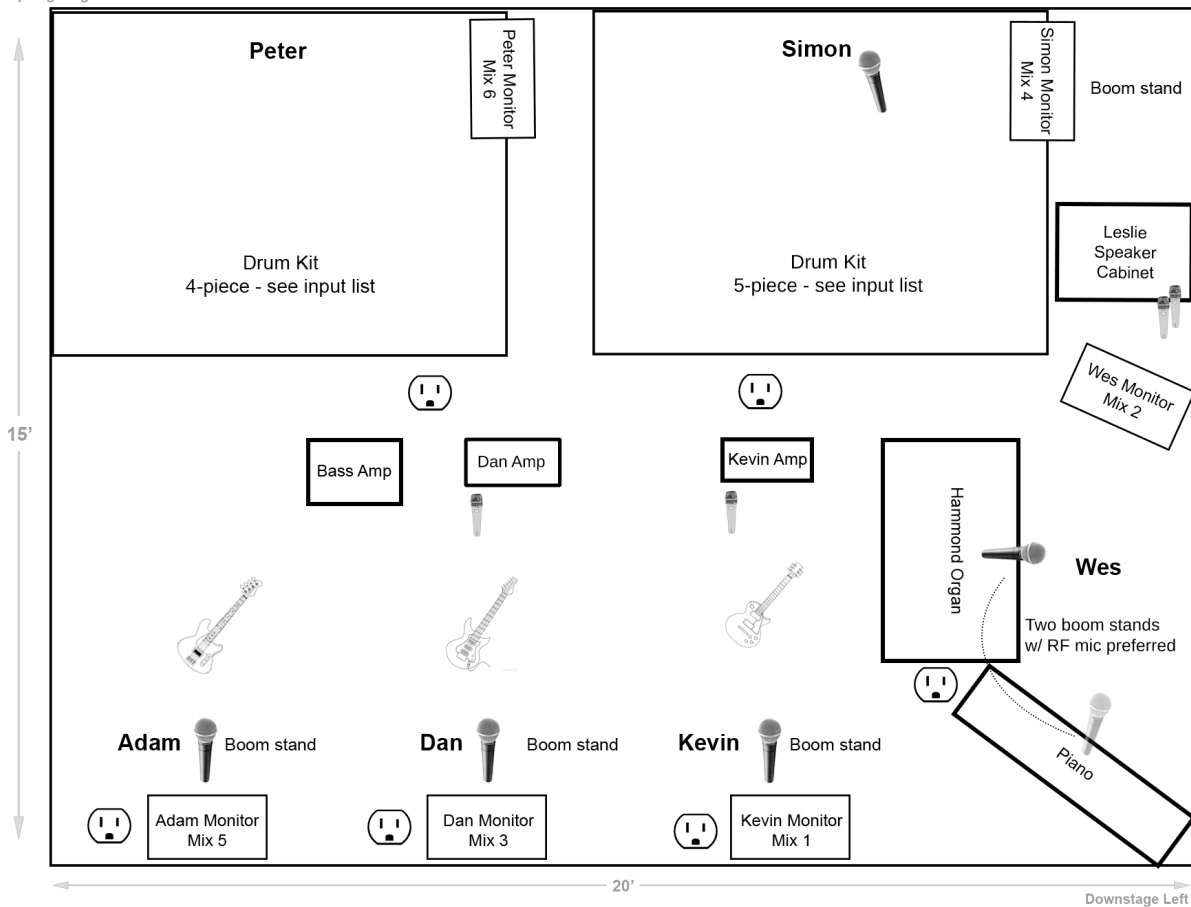 Peter
Peter Monitor
Mix 6
Simon
Simon Monitor
Mix 4
Boom stand
Drum Kit
4-piece - see input list
Drum Kit
5-piece - see input list
Leslie
Speaker
Cabinet
Wes Monitor
Mix 2
15’
Bass Amp
Dan Amp
Kevin Amp
Hammond Organ
Wes
Two boom stands
w/ RF mic preferred
Adam
Boom stand
Dan
Boom stand
Kevin
Boom stand
Piano
Adam Monitor
Mix 5
Dan Monitor
Mix 3
Kevin Monitor
Mix 1
20’
Downstage Left